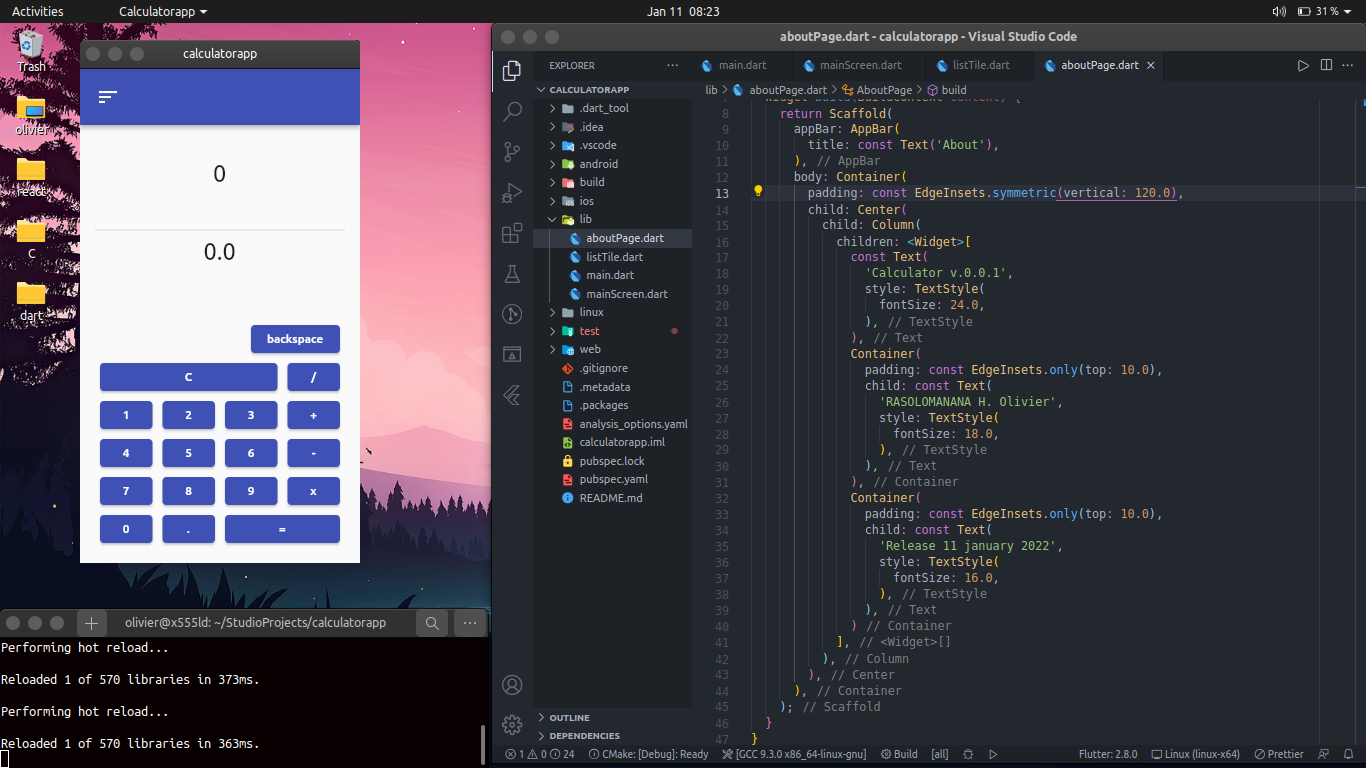 Activities
Calculatorapp
Jan 11 08:23
31 %
Trash
olivier
react
C
dart
calculatorapp
0
0.0
backspace
C /
1 2 3 +
4 5 6 -
7 8 9 x
0 . =
olivier@x555ld: ~/StudioProjects/calculatorapp
Performing hot reload...
Reloaded 1 of 570 libraries in 373ms.
Performing hot reload...
Reloaded 1 of 570 libraries in 363ms.
aboutPage.dart - calculatorapp - Visual Studio Code
EXPLORER
CALCULATORAPP
.dart_tool
.idea
.vscode
android
build
ios
lib
aboutPage.dart
listTile.dart
main.dart
mainScreen.dart
linux
test
web
.gitignore
.metadata
.packages
analysis_options.yaml
calculatorapp.iml
pubspec.lock
pubspec.yaml
README.md
OUTLINE
DEPENDENCIES
main.dart mainScreen.dart listTile.dart aboutPage.dart
lib > aboutPage.dart > AboutPage > build
7 Widget build(BuildContext context) {
8 return Scaffold(
9 appBar: AppBar(
10 title: const Text('About'),
11 ), // AppBar
12 body: Container(
13 padding: const EdgeInsets.symmetric(vertical: 120.0),
14 child: Center(
15 child: Column(
16 children: <Widget>[
17 const Text(
18 'Calculator v.0.0.1',
19 style: TextStyle(
20 fontSize: 24.0,
21 ), // TextStyle
22 ), // Text
23 Container(
24 padding: const EdgeInsets.only(top: 10.0),
25 child: const Text(
26 'RASOLOMANANA H. Olivier',
27 style: TextStyle(
28 fontSize: 18.0,
29 ), // TextStyle
30 ), // Text
31 ), // Container
32 Container(
33 padding: const EdgeInsets.only(top: 10.0),
34 child: const Text(
35 'Release 11 january 2022',
36 style: TextStyle(
37 fontSize: 16.0,
38 ), // TextStyle
39 ), // Text
40 ) // Container
41 ], // <Widget>[]
42 ), // Column
43 ), // Center
44 ), // Container
45 ); // Scaffold
46 }
47 }
1 0 24 CMake: [Debug]: Ready [GCC 9.3.0 x86_64-linux-gnu] Build [all] Flutter: 2.8.0 Linux (linux-x64) Prettier